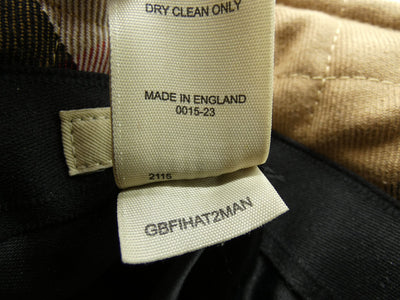 DRY CLEAN ONLY
MADE IN ENGLAND
0015-23
2115
GBFIHAT2MAN